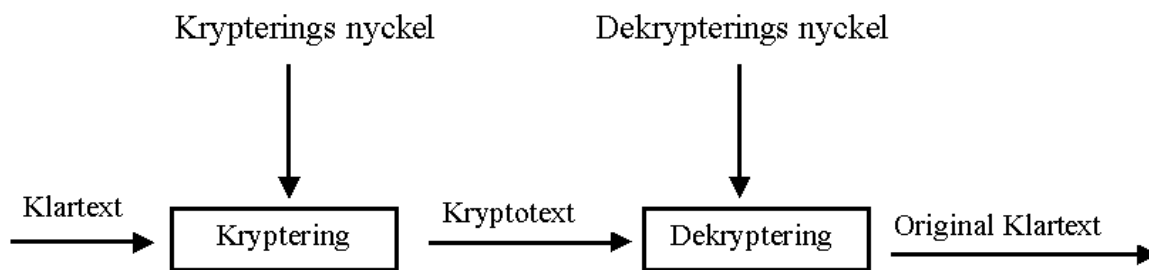 Krypterings nyckel
Dekrypterings nyckel
Klartext
Kryptering
Kryptotext
Dekryptering
Original Klartext